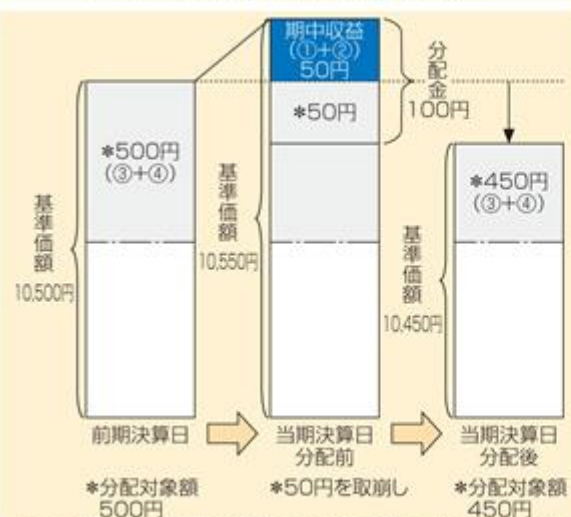 期中収益
(①+②)
50円
*50円
分配金
100円
*500円
(③+④)
基準価額
10,500円
基準価額
10,550円
*450円
(③+④)
基準価額
10,450円
前期決算日
当期決算日
分配前
当期決算日
分配後
*分配対象額
500円
*50円を取崩し
*分配対象額
450円